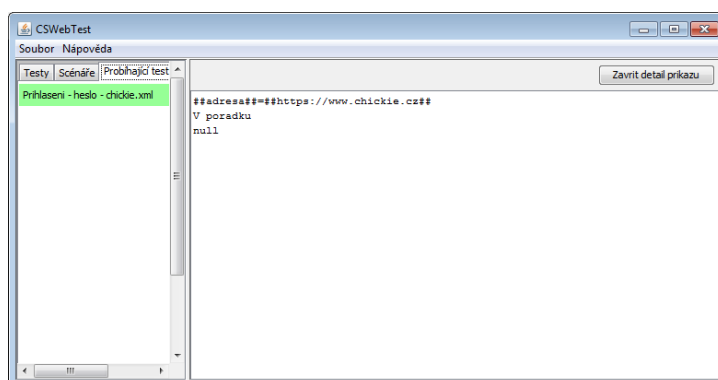 CSWebTest
Soubor Nápověda
Testy Scénáře Probíhající test
Zavrit detail prikazu
Prihlaseni - heslo - chickie.xml
##adresa##=##https://www.chickie.cz##
V poradku
null